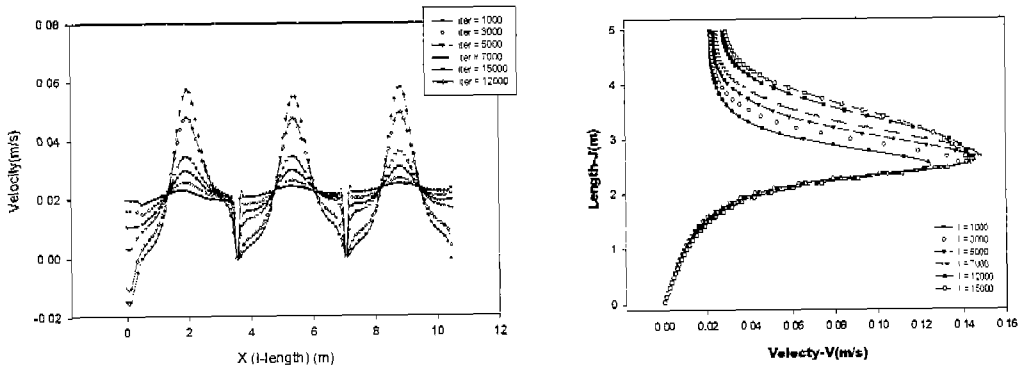 0.08
0.06
0.04
0.02
0.00
-0.02
Velocity(m/s)
0
2
4
6
8
10
12
X (I-length) (m)
iter = 1000
iter = 3000
iter = 5000
iter = 7000
iter = 15000
iter = 12000
5
4
3
2
1
0
Length-J(m)
0.00
0.02
0.04
0.06
0.08
0.10
0.12
0.14
0.16
Velecty-V(m/s)
I = 1000
I = 3000
I = 5000
I = 7000
I = 12000
I = 15000